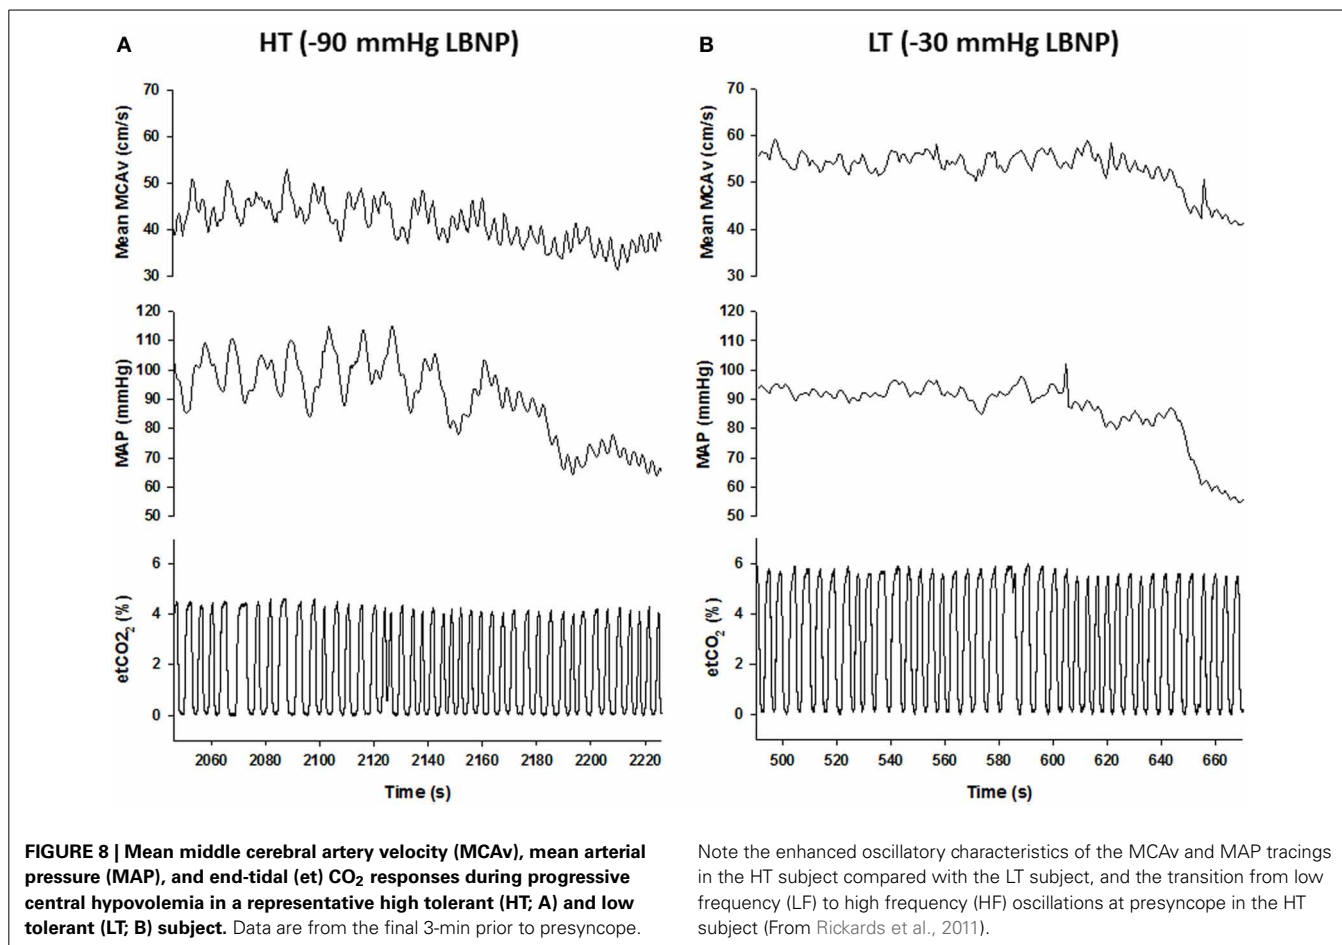 A
HT (-90 mmHg LBNP)
70
60
50
40
30
Mean MCAv (cm/s)
120
110
100
90
80
70
60
50
MAP (mmHg)
6
4
2
0
etCO2₂ (%)
2060 2080 2100 2120 2140 2160 2180 2200 2220
Time (s)
B
LT (-30 mmHg LBNP)
70
60
50
40
30
Mean MCAv (cm/s)
120
110
100
90
80
70
60
50
MAP (mmHg)
6
4
2
0
etCO₂ (%)
500 520 540 560 580 600 620 640 660
Time (s)
FIGURE 8 | Mean middle cerebral artery velocity (MCAv), mean arterial
pressure (MAP), and end-tidal (et) CO₂ responses during progressive
central hypovolemia in a representative high tolerant (HT; A) and low
tolerant (LT; B) subject. Data are from the final 3-min prior to presyncope.
Note the enhanced oscillatory characteristics of the MCAv and MAP tracings
in the HT subject compared with the LT subject, and the transition from low
frequency (LF) to high frequency (HF) oscillations at presyncope in the HT
subject (From Rickards et al., 2011).